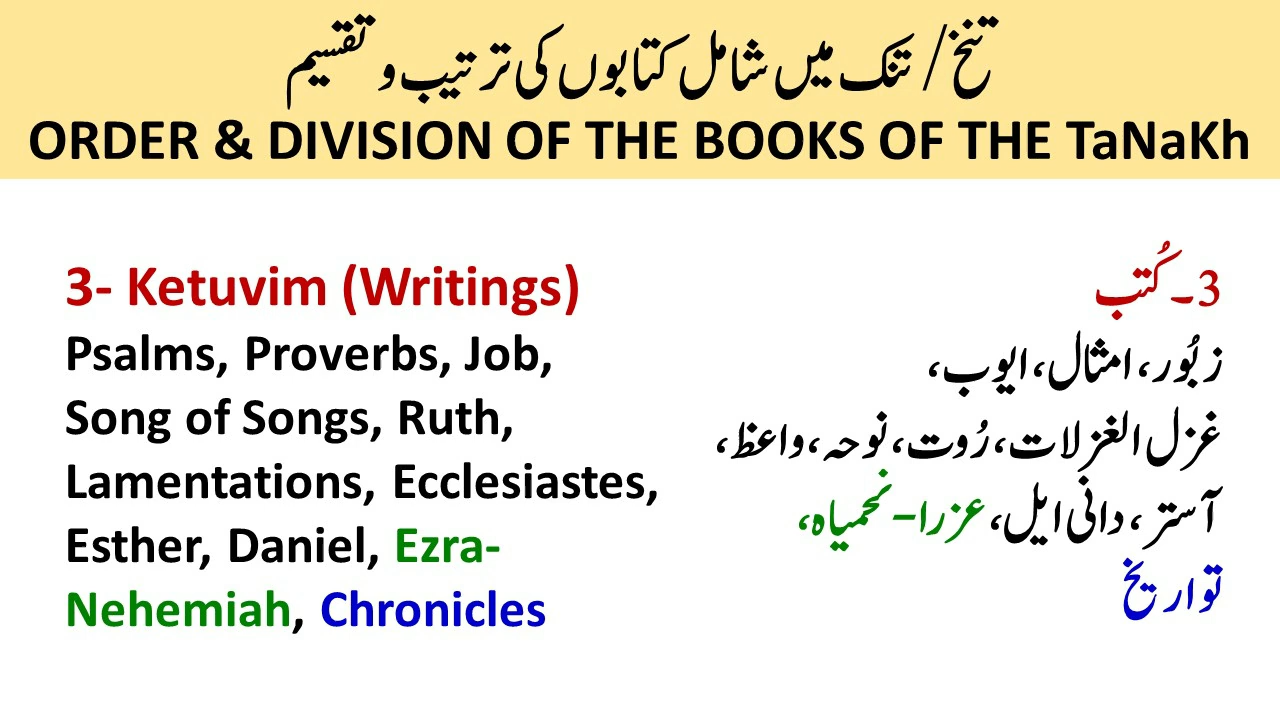 تنخ/ تنک میں شامل کتابوں کی ترتیب و تقسیم
ORDER & DIVISION OF THE BOOKS OF THE TaNaKh
3- Ketuvim (Writings)
Psalms, Proverbs, Job,
Song of Songs, Ruth,
Lamentations, Ecclesiastes,
Esther, Daniel, Ezra-
Nehemiah, Chronicles
3۔ کُتب
زبُور، امثال، ایوب،
غزل الغزلات، رُوت، نوحہ، واعظ،
آستر، دانی ایل، عزرا – نحمیاہ،
تواریخ